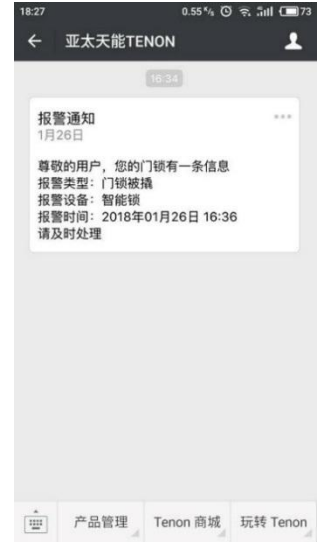 18:27
0.55 K/s
73
亚太天能TENON
16:34
报警通知
1月26日
尊敬的用户，您的门锁有一条信息
报警类型：门锁被撬
报警设备：智能锁
报警时间：2018年01月26日 16:36
请及时处理
产品管理
Tenon 商城
玩转 Tenon